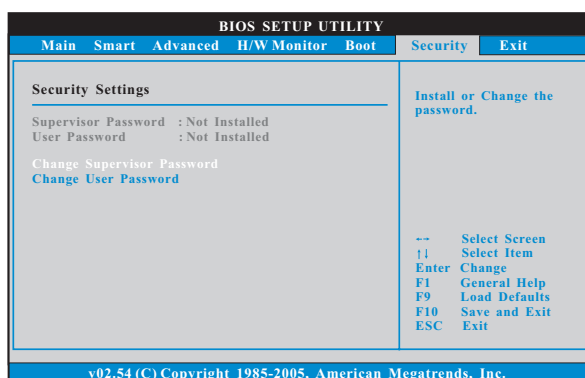 BIOS SETUP UTILITY
Main Smart Advanced H/W Monitor Boot Security Exit
Security Settings
Supervisor Password : Not Installed
User Password : Not Installed
Change Supervisor Password
Change User Password
Install or Change the
password.
←→ Select Screen
↑↓ Select Item
Enter Change
F1 General Help
F9 Load Defaults
F10 Save and Exit
ESC Exit
v02.54 (C) Copyright 1985-2005, American Megatrends, Inc.